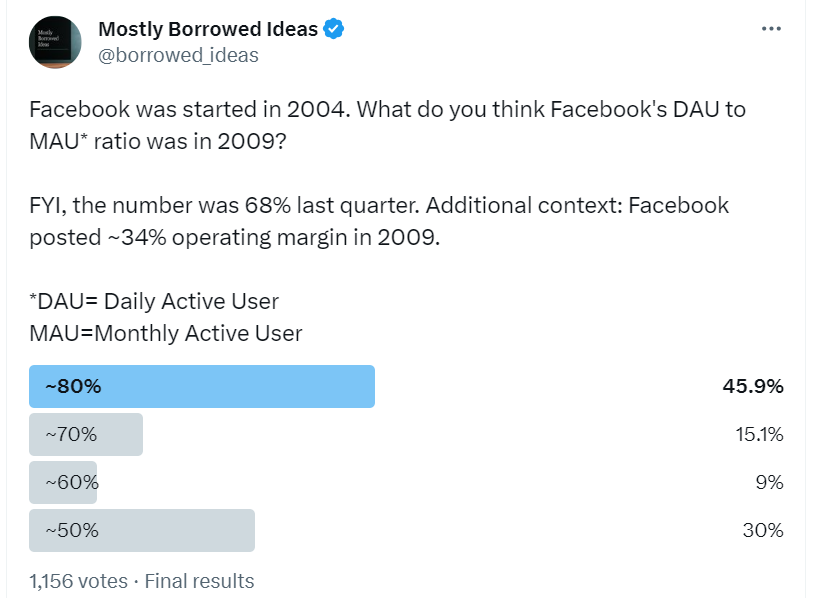 Mostly Borrowed Ideas
@borrowed_ideas
Facebook was started in 2004. What do you think Facebook's DAU to
MAU* ratio was in 2009?
FYI, the number was 68% last quarter. Additional context: Facebook
posted ~34% operating margin in 2009.
*DAU= Daily Active User
MAU=Monthly Active User
~80% 45.9%
~70% 15.1%
~60% 9%
~50% 30%
1,156 votes · Final results
Mostly
Borrowed
Ideas